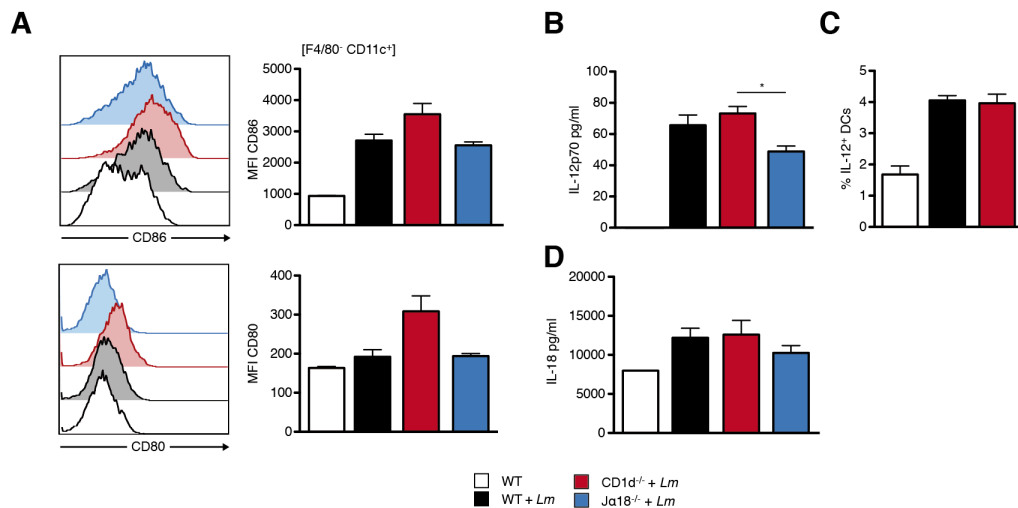 A
B
C
[F4/80⁻ CD11c⁺]
CD86
MFI CD86
5000
4000
3000
2000
1000
0
IL-12p70 pg/ml
100
80
60
40
20
0
*
% IL-12⁺ DCs
5
4
3
2
1
0
CD80
MFI CD80
400
300
200
100
0
D
IL-18 pg/ml
20000
15000
10000
5000
0
WT
CD1d⁻/⁻ + Lm
WT + Lm
Jα18⁻/⁻ + Lm